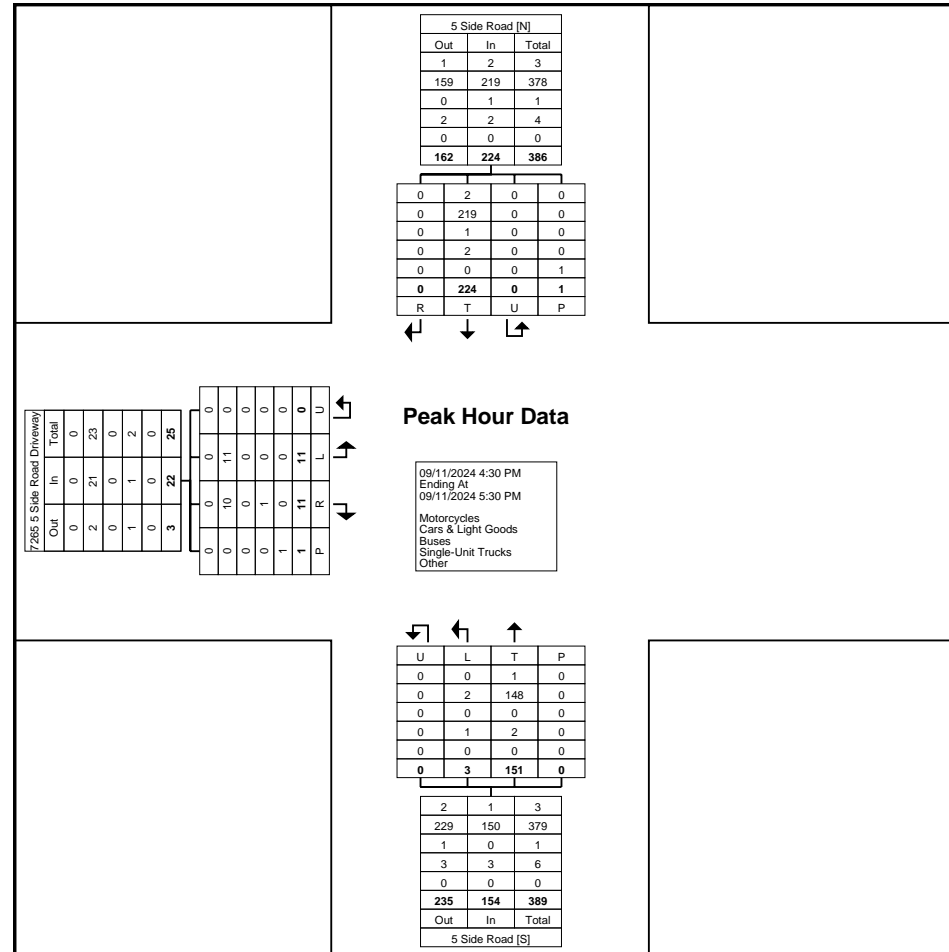 5 Side Road [N]
Out In Total
1 2 3
159 219 378
0 1 1
2 2 4
0 0 0
162 224 386
0 2 0 0
0 219 0 0
0 1 0 0
0 2 0 0
0 0 0 1
0 224 0 1
R T U P
7265 5 Side Road Driveway
Out In Total
0 0 0
2 21 23
0 0 0
1 1 2
0 0 0
3 22 25
0 0 0 0
0 10 11 0
0 0 0 0
0 1 0 0
1 0 0 0
1 11 11 0
P R L U
Peak Hour Data
09/11/2024 4:30 PM
Ending At
09/11/2024 5:30 PM
Motorcycles
Cars & Light Goods
Buses
Single-Unit Trucks
Other
U L T P
0 0 1 0
0 2 148 0
0 0 0 0
0 1 2 0
0 0 0 0
0 3 151 0
2 1 3
229 150 379
1 0 1
3 3 6
0 0 0
235 154 389
Out In Total
5 Side Road [S]